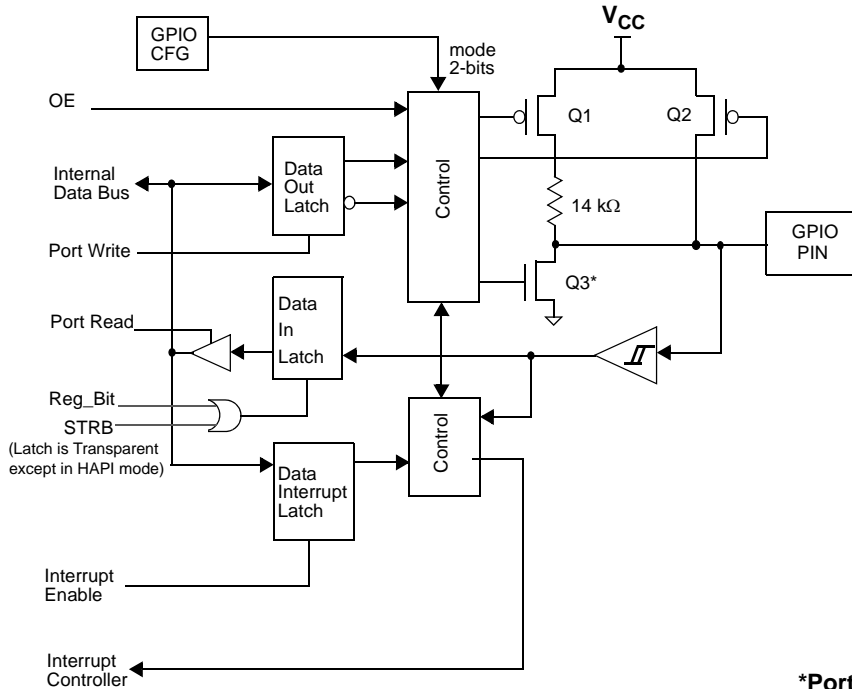 GPIO
CFG
mode
2-bits
VCC
OE
Q1
Q2
Control
Internal
Data Bus
Data
Out
Latch
14 kΩ
GPIO
PIN
Port Write
Q3*
Data
In
Latch
Port Read
Reg_Bit
STRB
(Latch is Transparent
except in HAPI mode)
Control
Data
Interrupt
Latch
Interrupt
Enable
Interrupt
Controller
*Port